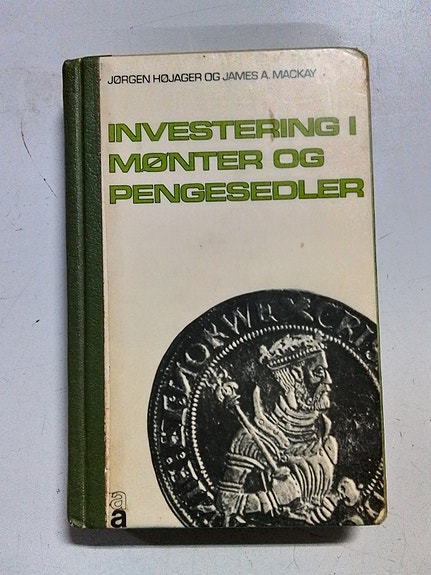 JØRGEN HØJAGER OG JAMES A. MACKAY
INVESTERING I
MØNTER OG
PENGESEDLER
a